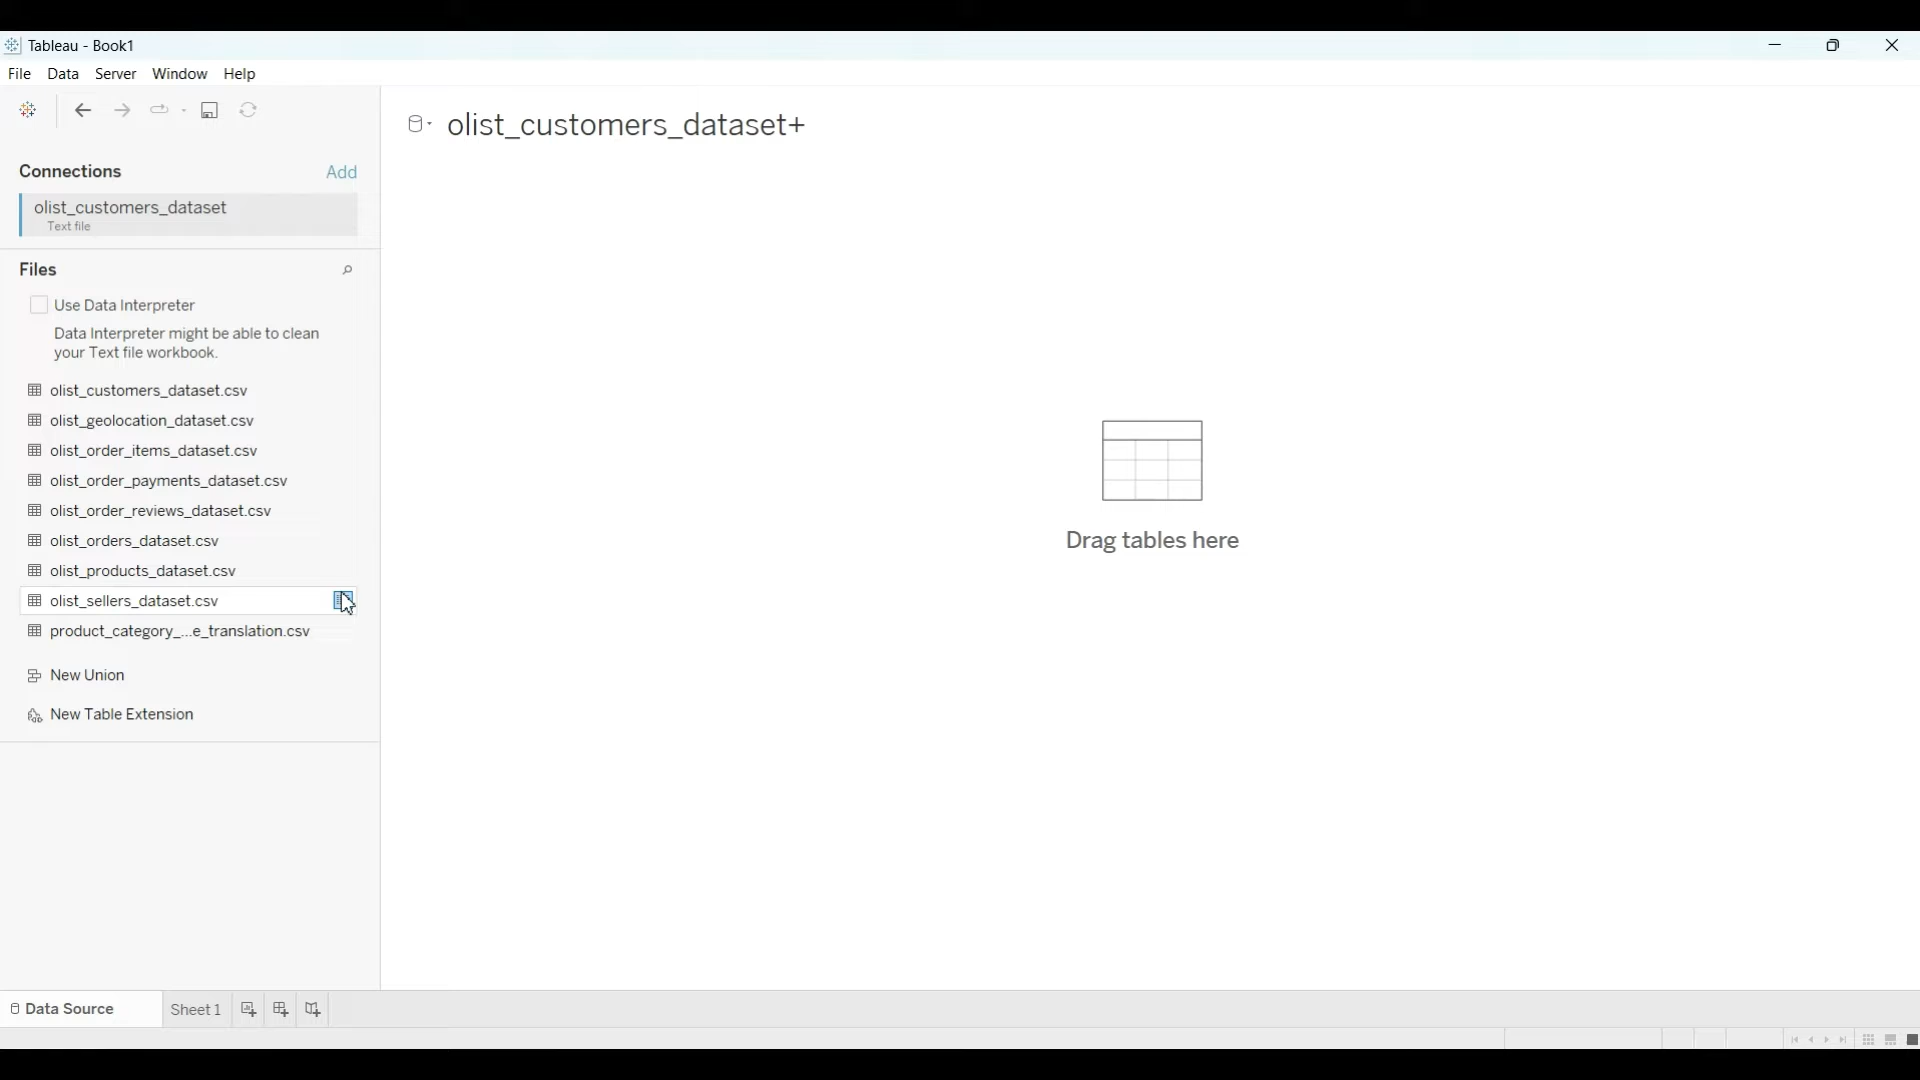 Tableau - Book1
File Data Server Window Help
olist_customers_dataset+
Connections Add
olist_customers_dataset
Text file
Files
Use Data Interpreter
Data Interpreter might be able to clean
your Text file workbook.
olist_customers_dataset.csv
olist_geolocation_dataset.csv
olist_order_items_dataset.csv
olist_order_payments_dataset.csv
olist_order_reviews_dataset.csv
olist_orders_dataset.csv
olist_products_dataset.csv
olist_sellers_dataset.csv
product_category_...e_translation.csv
New Union
New Table Extension
Drag tables here
Data Source Sheet 1